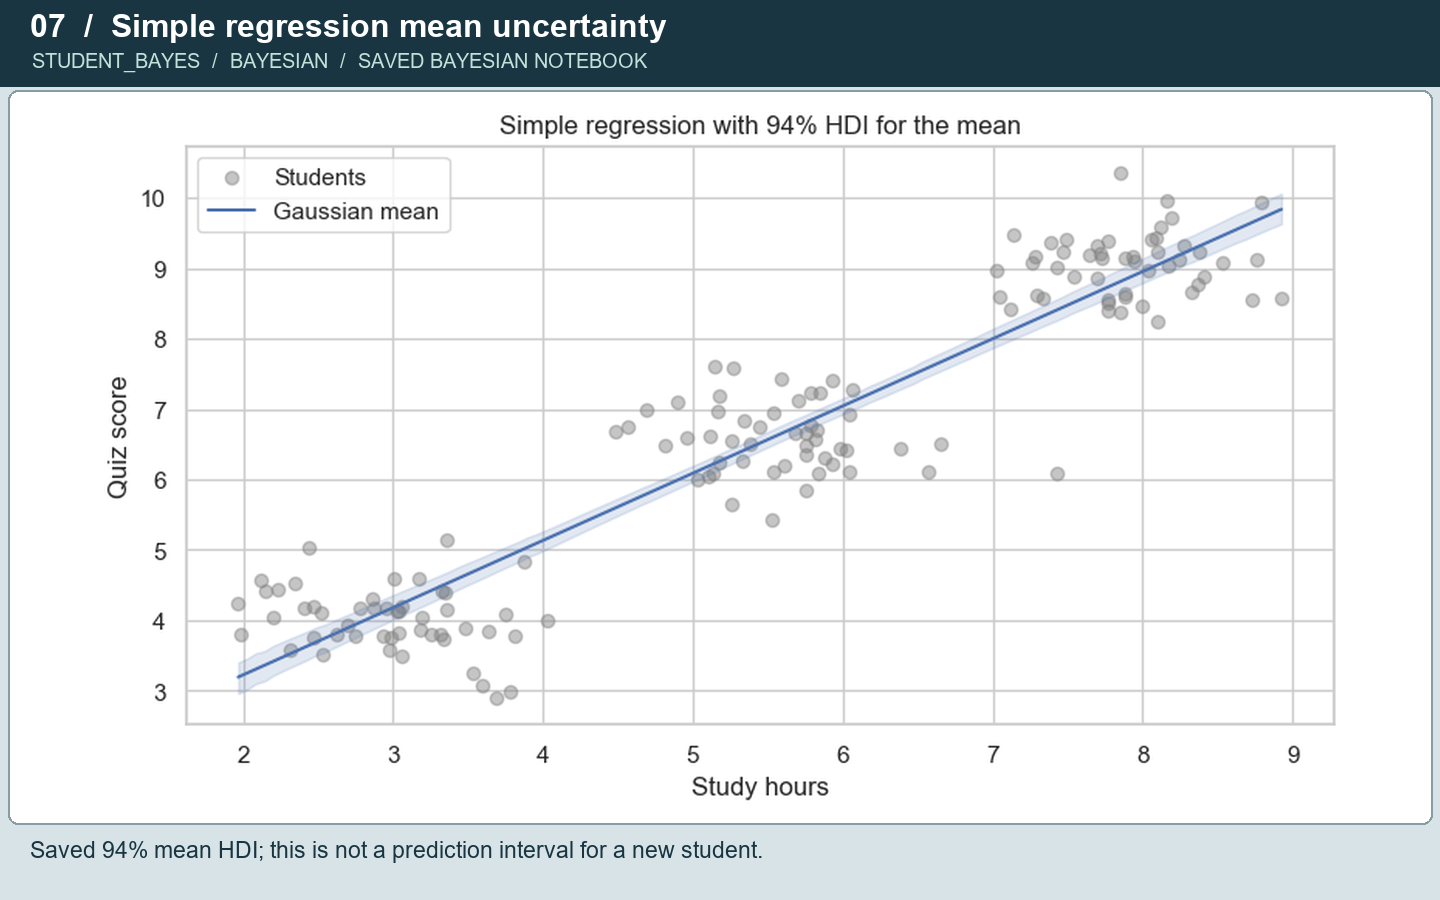 07 / Simple regression mean uncertainty
STUDENT_BAYES / BAYESIAN / SAVED BAYESIAN NOTEBOOK
Simple regression with 94% HDI for the mean
Students
Gaussian mean
10
9
8
7
6
5
4
3
Quiz score
2 3 4 5 6 7 8 9
Study hours
Saved 94% mean HDI; this is not a prediction interval for a new student.